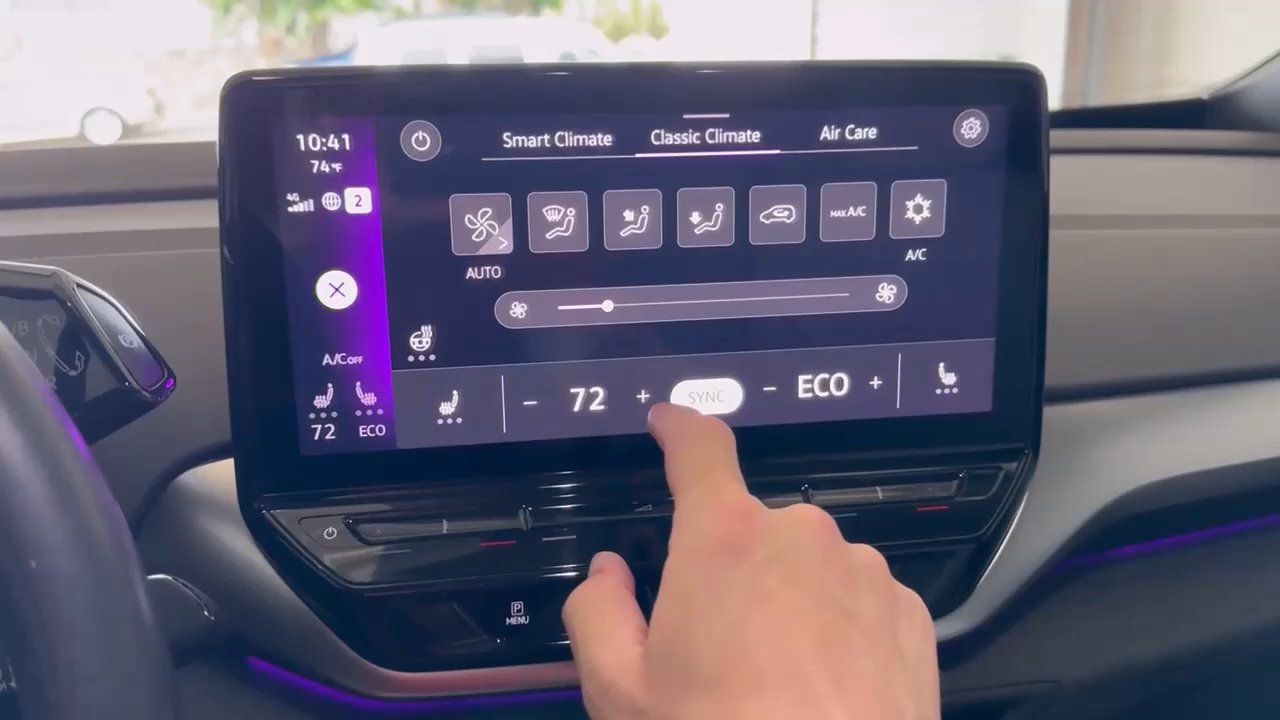 10:41
74°F
4G
2
Smart Climate
Classic Climate
Air Care
AUTO
MAX A/C
A/C
A/C OFF
72
ECO
− 72 +
SYNC
− ECO +
P
MENU